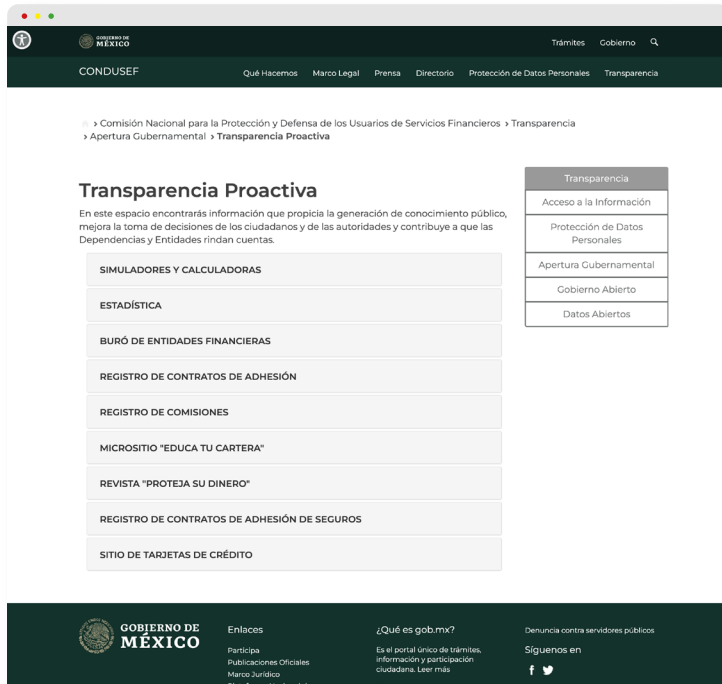 GOBIERNO DE
MÉXICO
Trámites Gobierno
CONDUSEF
Qué Hacemos Marco Legal Prensa Directorio Protección de Datos Personales Transparencia
> Comisión Nacional para la Protección y Defensa de los Usuarios de Servicios Financieros > Transparencia
> Apertura Gubernamental > Transparencia Proactiva
Transparencia Proactiva
En este espacio encontrarás información que propicia la generación de conocimiento público,
mejora la toma de decisiones de los ciudadanos y de las autoridades y contribuye a que las
Dependencias y Entidades rindan cuentas.
SIMULADORES Y CALCULADORAS
ESTADÍSTICA
BURÓ DE ENTIDADES FINANCIERAS
REGISTRO DE CONTRATOS DE ADHESIÓN
REGISTRO DE COMISIONES
MICROSITIO "EDUCA TU CARTERA"
REVISTA "PROTEJA SU DINERO"
REGISTRO DE CONTRATOS DE ADHESIÓN DE SEGUROS
SITIO DE TARJETAS DE CRÉDITO
Transparencia
Acceso a la Información
Protección de Datos
Personales
Apertura Gubernamental
Gobierno Abierto
Datos Abiertos
GOBIERNO DE
MÉXICO
Enlaces
Participa
Publicaciones Oficiales
Marco Jurídico
¿Qué es gob.mx?
Es el portal único de trámites,
información y participación
ciudadana. Leer más
Denuncia contra servidores públicos
Síguenos en